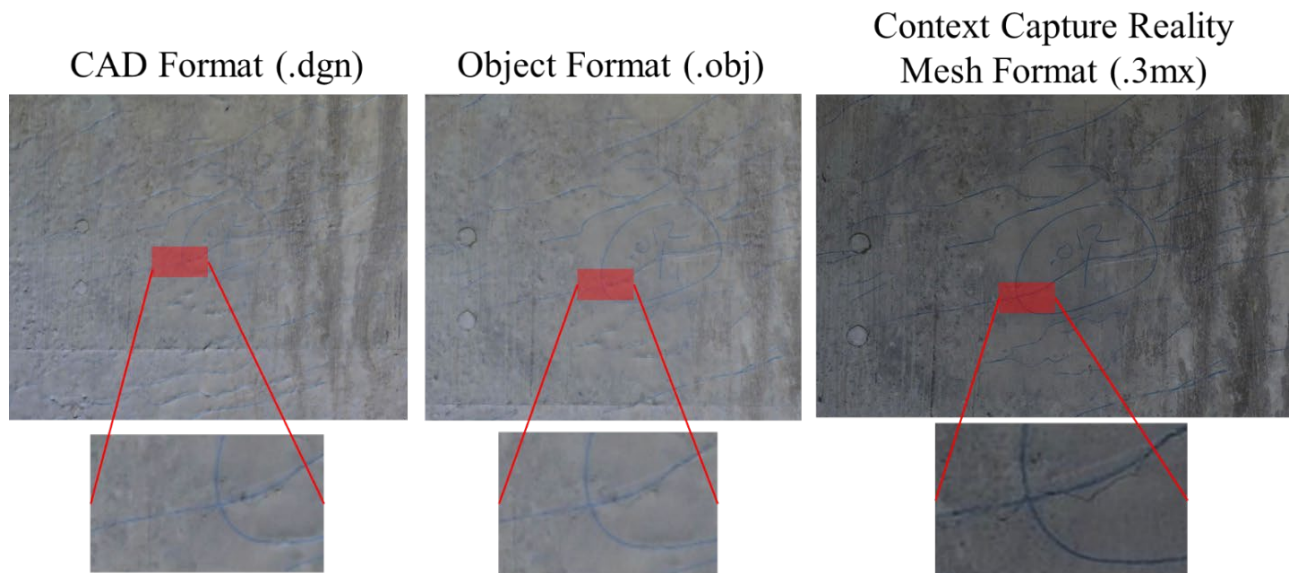 CAD Format (.dgn)
Object Format (.obj)
Context Capture Reality
Mesh Format (.3mx)